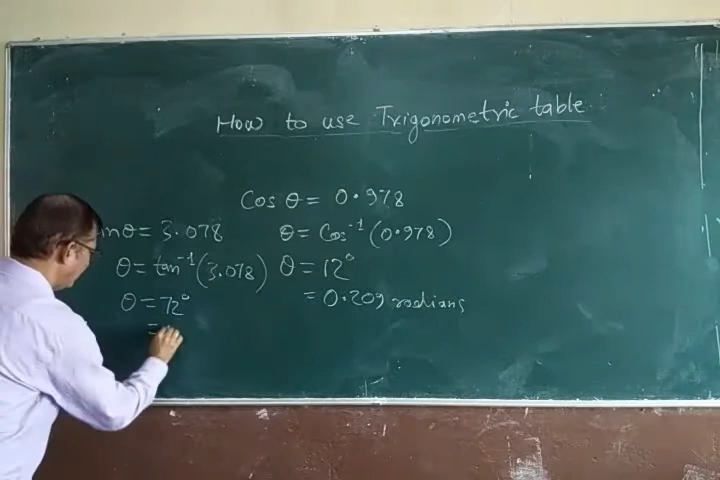 How to use Trigonometric table
Cos θ = 0.978
θ = Cos⁻¹(0.978)
θ = 12°
= 0.209 radians
nθ = 3.078
θ = tan⁻¹(3.078)
θ = 72°
=